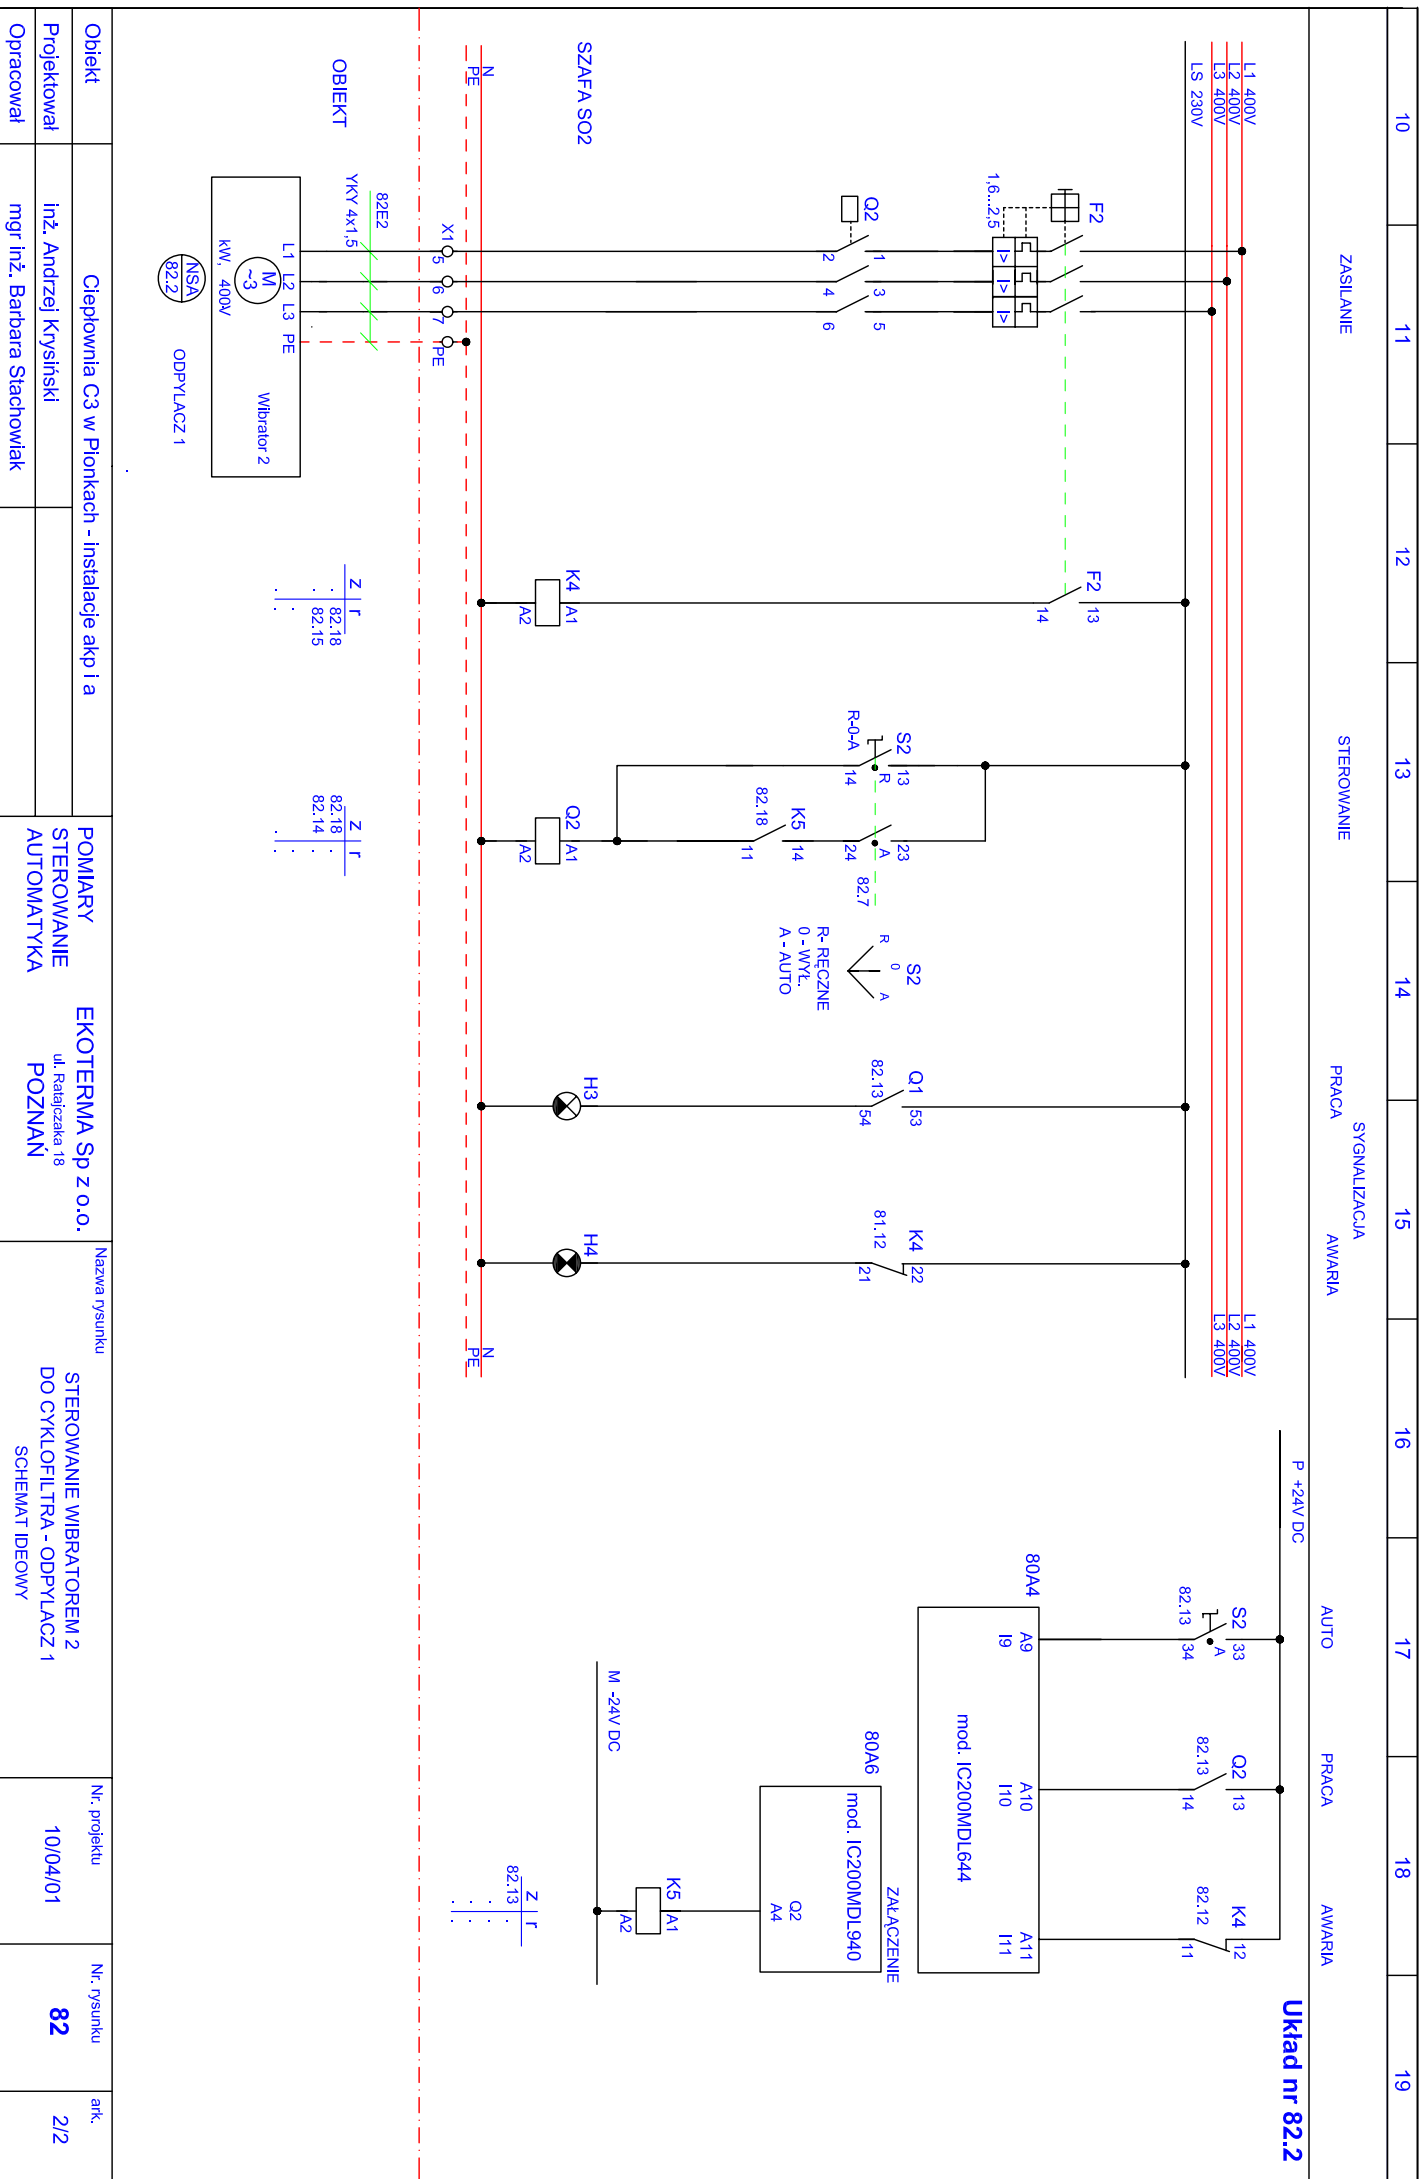 10
11
12
13
14
15
16
17
18
19
ZASILANIE
STEROWANIE
SYGNALIZACJA
PRACA
AWARIA
AUTO
PRACA
AWARIA
Układ nr 82.2
L1 400V
L2 400V
L3 400V
LS 230V
L1 400V
L2 400V
L3 400V
P +24V DC
F2
1,6...2,5
I>
I>
I>
Q2
1
2
3
4
5
6
F2
13
14
S2
R-0-A
13
14
R
23
24
A
82.7
K5
82.18
14
11
S2
R
0
A
R- RĘCZNE
0 - WYŁ.
A - AUTO
Q1
82.13
53
54
K4
81.12
22
21
S2
82.13
33
34
A
Q2
82.13
13
14
K4
82.12
12
11
80A4
A9
I9
A10
I10
A11
I11
mod. IC200MDL644
80A6
ZAŁĄCZENIE
mod. IC200MDL940
Q2
A4
K5
A1
A2
M -24V DC
SZAFA SO2
K4
A1
A2
Q2
A1
A2
H3
H4
N
PE
N
PE
z r
82.13
X1
5
6
7
PE
OBIEKT
82E2
YKY 4x1,5
L1
L2
L3
PE
M
~3
kW, 400V
Wibrator 2
NSA
82.2
ODPYLACZ 1
z r
82.18
82.15
z r
82.18
82.14
Obiekt
Ciepłownia C3 w Pionkach - instalacje akp i a
Projektował
inż. Andrzej Krysiński
Opracował
mgr inż. Barbara Stachowiak
POMIARY
STEROWANIE
AUTOMATYKA
EKOTERMA Sp z o.o.
ul. Ratajczaka 18
POZNAŃ
Nazwa rysunku
STEROWANIE WIBRATOREM 2
DO CYKLOFILTRA - ODPYLACZ 1
SCHEMAT IDEOWY
Nr. projektu
10/04/01
Nr. rysunku
82
ark.
2/2